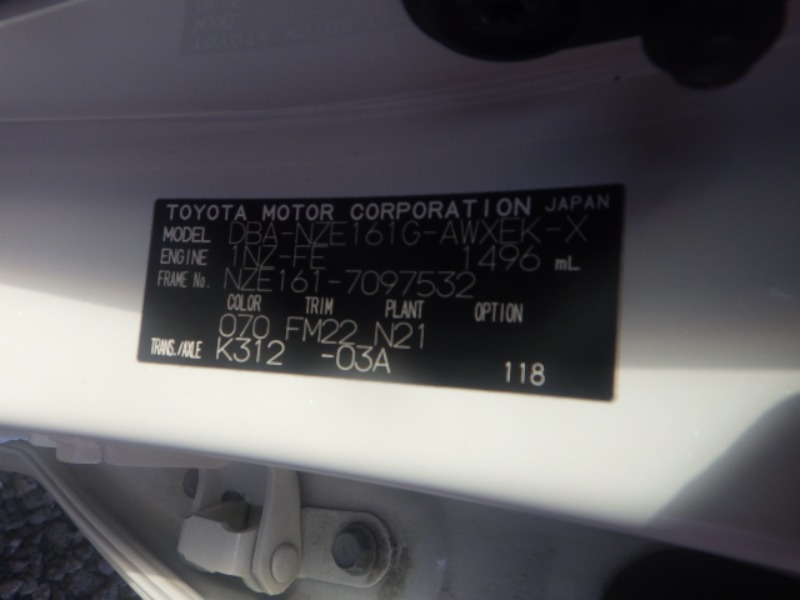 TOYOTA MOTOR CORPORATION JAPAN
MODEL DBA-NZE161G-AWXEK-X
ENGINE 1NZ-FE 1496 mL
FRAME No. NZE161-7097532
COLOR TRIM PLANT OPTION
070 FM22 N21
TRANS./AXLE K312 -03A 118